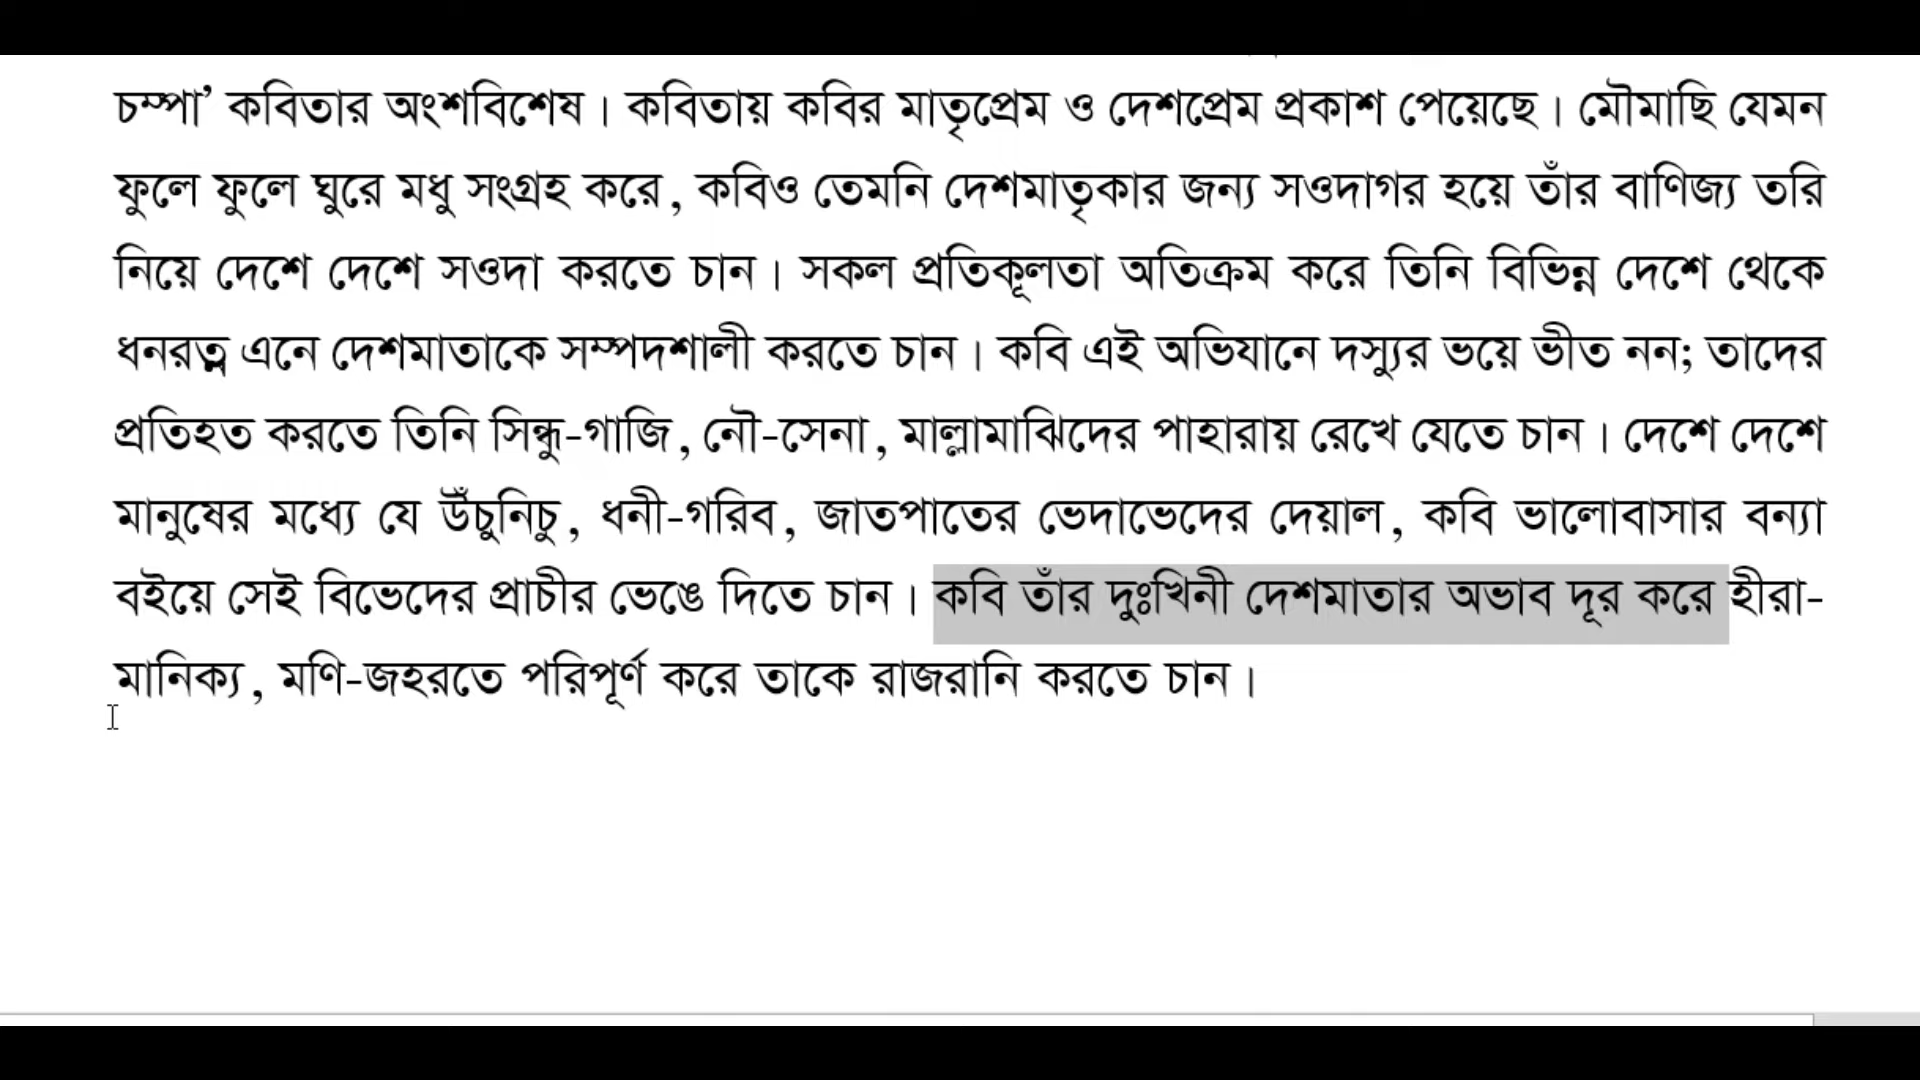 চম্পা’ কবিতার অংশবিশেষ। কবিতায় কবির মাতৃপ্রেম ও দেশপ্রেম প্রকাশ পেয়েছে। মৌমাছি যেমন
ফুলে ফুলে ঘুরে মধু সংগ্রহ করে, কবিও তেমনি দেশমাতৃকার জন্য সওদাগর হয়ে তাঁর বাণিজ্য তরি
নিয়ে দেশে দেশে সওদা করতে চান। সকল প্রতিকূলতা অতিক্রম করে তিনি বিভিন্ন দেশে থেকে
ধনরত্ন এনে দেশমাতাকে সম্পদশালী করতে চান। কবি এই অভিযানে দস্যুর ভয়ে ভীত নন; তাদের
প্রতিহত করতে তিনি সিন্ধু-গাজি, নৌ-সেনা, মাল্লামাঝিদের পাহারায় রেখে যেতে চান। দেশে দেশে
মানুষের মধ্যে যে উঁচুনিচু, ধনী-গরিব, জাতপাতের ভেদাভেদের দেয়াল, কবি ভালোবাসার বন্যা
বইয়ে সেই বিভেদের প্রাচীর ভেঙে দিতে চান। কবি তাঁর দুঃখিনী দেশমাতার অভাব দূর করে হীরা-
মানিক্য, মণি-জহরতে পরিপূর্ণ করে তাকে রাজরানি করতে চান।